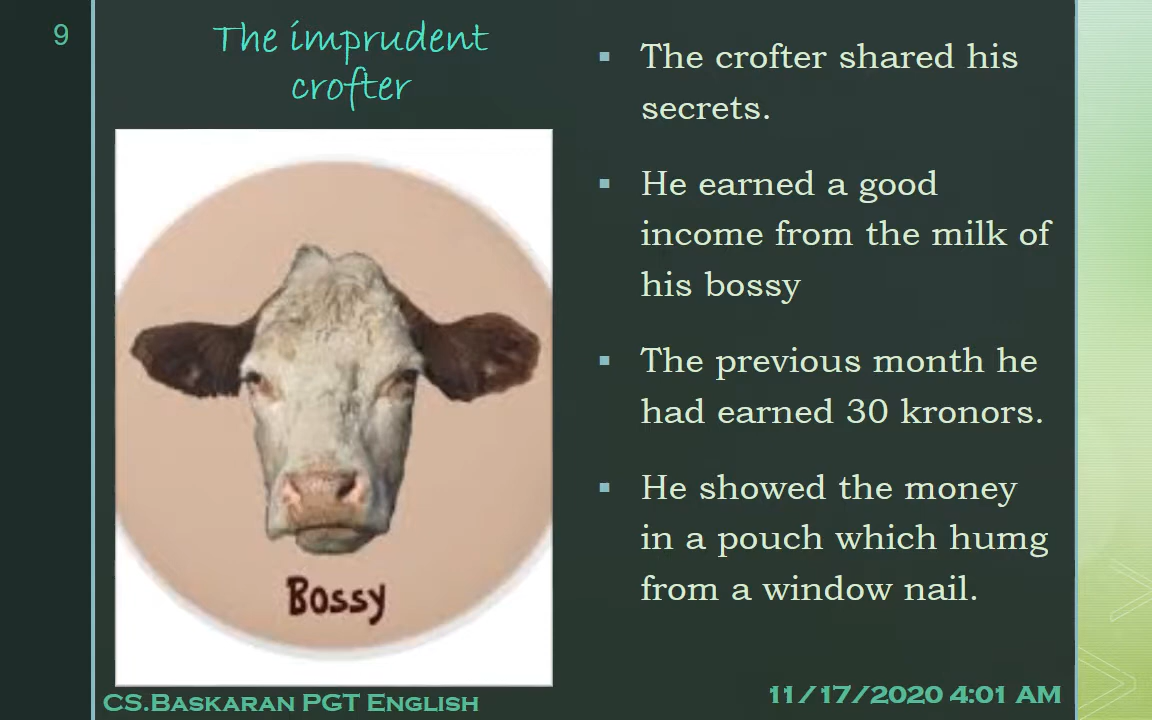 9
The imprudent
crofter
Bossy
▪ The crofter shared his
secrets.
▪ He earned a good
income from the milk of
his bossy
▪ The previous month he
had earned 30 kronors.
▪ He showed the money
in a pouch which humg
from a window nail.
CS.Baskaran PGT English
11/17/2020 4:01 AM